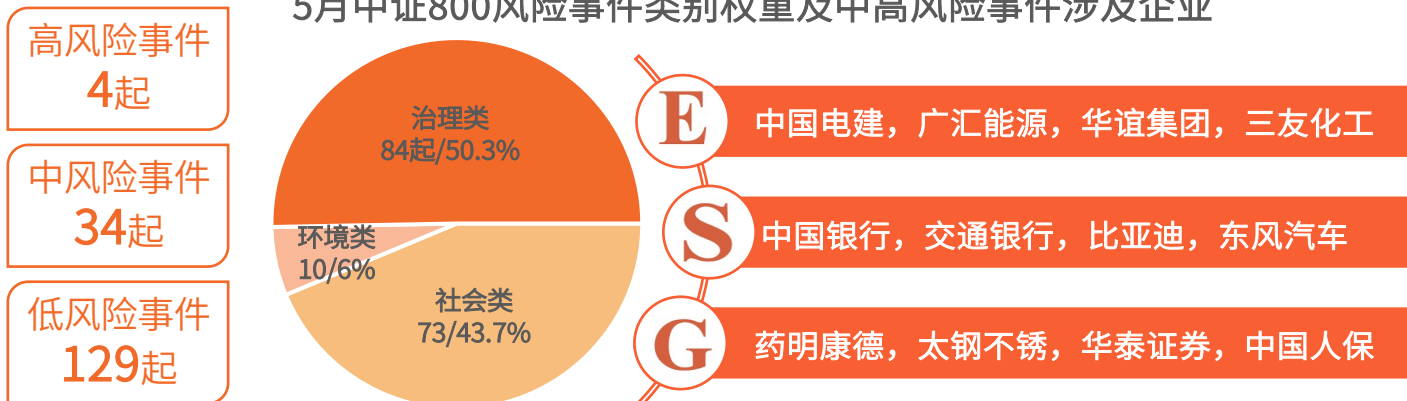 5月中证800风险事件类别权重及中高风险事件涉及企业
高风险事件
4起
中风险事件
34起
低风险事件
129起
治理类
84起/50.3%
环境类
10/6%
社会类
73/43.7%
E
中国电建，广汇能源，华谊集团，三友化工
S
中国银行，交通银行，比亚迪，东风汽车
G
药明康德，太钢不锈，华泰证券，中国人保